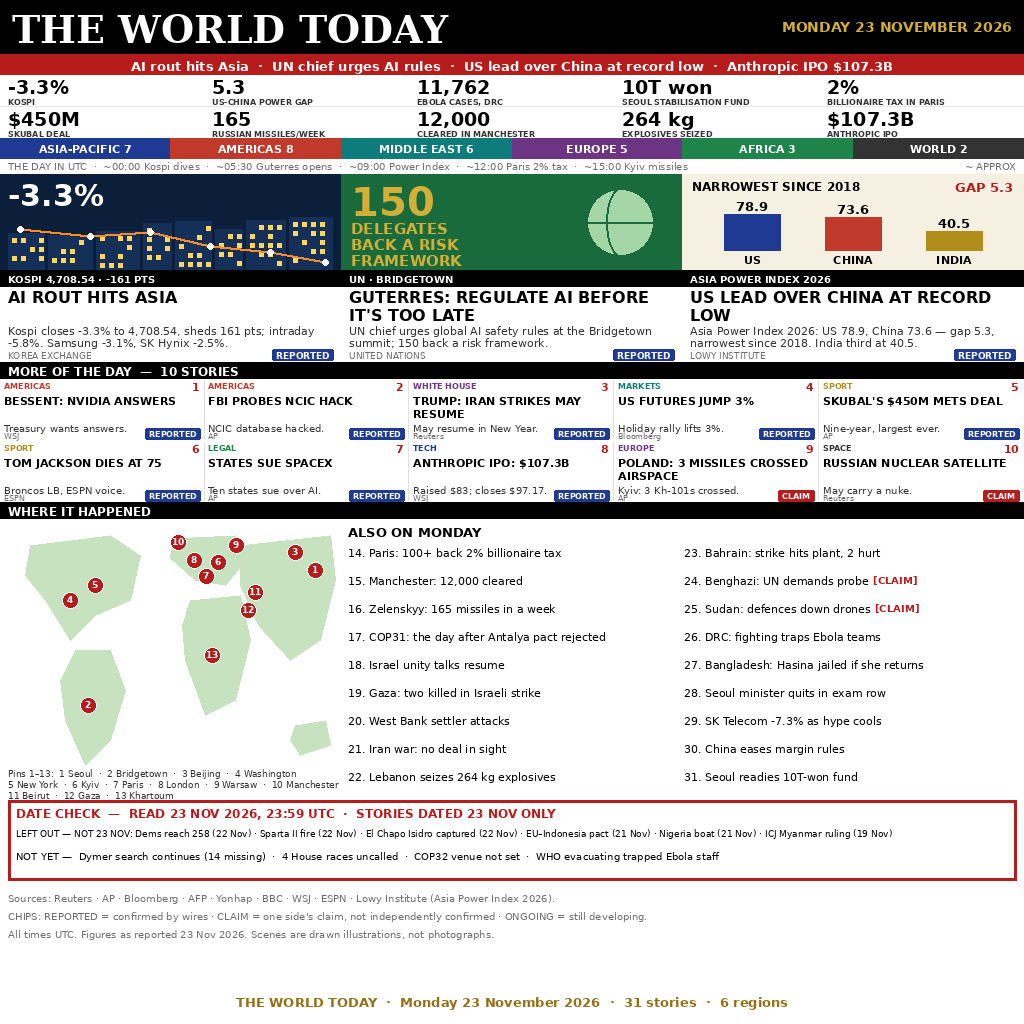 THE WORLD TODAY
MONDAY 23 NOVEMBER 2026
AI rout hits Asia · UN chief urges AI rules · US lead over China at record low · Anthropic IPO $107.3B
-3.3%
KOSPI
5.3
US-CHINA POWER GAP
11,762
EBOLA CASES, DRC
10T won
SEOUL STABILISATION FUND
2%
BILLIONAIRE TAX IN PARIS
$450M
SKUBAL DEAL
165
RUSSIAN MISSILES/WEEK
12,000
CLEARED IN MANCHESTER
264 kg
EXPLOSIVES SEIZED
$107.3B
ANTHROPIC IPO
ASIA-PACIFIC 7
AMERICAS 8
MIDDLE EAST 6
EUROPE 5
AFRICA 3
WORLD 2
THE DAY IN UTC · ~00:00 Kospi dives · ~05:30 Guterres opens · ~09:00 Power Index · ~12:00 Paris 2% tax · ~15:00 Kyiv missiles
~ APPROX
-3.3%
150
DELEGATES
BACK A RISK
FRAMEWORK
NARROWEST SINCE 2018
GAP 5.3
78.9
73.6
40.5
US
CHINA
INDIA
KOSPI 4,708.54 · -161 PTS
UN · BRIDGETOWN
ASIA POWER INDEX 2026
AI ROUT HITS ASIA
Kospi closes -3.3% to 4,708.54, sheds 161 pts; intraday
-5.8%. Samsung -3.1%, SK Hynix -2.5%.
KOREA EXCHANGE
REPORTED
GUTERRES: REGULATE AI BEFORE
IT'S TOO LATE
UN chief urges global AI safety rules at the Bridgetown
summit; 150 back a risk framework.
UNITED NATIONS
REPORTED
US LEAD OVER CHINA AT RECORD
LOW
Asia Power Index 2026: US 78.9, China 73.6 — gap 5.3,
narrowest since 2018. India third at 40.5.
LOWY INSTITUTE
REPORTED
MORE OF THE DAY — 10 STORIES
AMERICAS
1
BESSENT: NVIDIA ANSWERS
Treasury wants answers.
WSJ
REPORTED
AMERICAS
2
FBI PROBES NCIC HACK
NCIC database hacked.
AP
REPORTED
WHITE HOUSE
3
TRUMP: IRAN STRIKES MAY
RESUME
May resume in New Year.
Reuters
REPORTED
MARKETS
4
US FUTURES JUMP 3%
Holiday rally lifts 3%.
Bloomberg
REPORTED
SPORT
5
SKUBAL'S $450M METS DEAL
Nine-year, largest ever.
AP
REPORTED
SPORT
6
TOM JACKSON DIES AT 75
Broncos LB, ESPN voice.
ESPN
REPORTED
LEGAL
7
STATES SUE SPACEX
Ten states sue over AI.
AP
REPORTED
TECH
8
ANTHROPIC IPO: $107.3B
Raised $83; closes $97.17.
WSJ
REPORTED
EUROPE
9
POLAND: 3 MISSILES CROSSED
AIRSPACE
Kyiv: 3 Kh-101s crossed.
AP
CLAIM
SPACE
10
RUSSIAN NUCLEAR SATELLITE
May carry a nuke.
Reuters
CLAIM
WHERE IT HAPPENED
10
9
8
6
3
7
1
5
4
11
12
13
2
Pins 1–13: 1 Seoul · 2 Bridgetown · 3 Beijing · 4 Washington
5 New York · 6 Kyiv · 7 Paris · 8 London · 9 Warsaw · 10 Manchester
11 Beirut · 12 Gaza · 13 Khartoum
ALSO ON MONDAY
14. Paris: 100+ back 2% billionaire tax
15. Manchester: 12,000 cleared
16. Zelenskyy: 165 missiles in a week
17. COP31: the day after Antalya pact rejected
18. Israel unity talks resume
19. Gaza: two killed in Israeli strike
20. West Bank settler attacks
21. Iran war: no deal in sight
22. Lebanon seizes 264 kg explosives
23. Bahrain: strike hits plant, 2 hurt
24. Benghazi: UN demands probe [CLAIM]
25. Sudan: defences down drones [CLAIM]
26. DRC: fighting traps Ebola teams
27. Bangladesh: Hasina jailed if she returns
28. Seoul minister quits in exam row
29. SK Telecom -7.3% as hype cools
30. China eases margin rules
31. Seoul readies 10T-won fund
DATE CHECK — READ 23 NOV 2026, 23:59 UTC · STORIES DATED 23 NOV ONLY
LEFT OUT — NOT 23 NOV: Dems reach 258 (22 Nov) · Sparta II fire (22 Nov) · El Chapo Isidro captured (22 Nov) · EU–Indonesia pact (21 Nov) · Nigeria boat (21 Nov) · ICJ Myanmar ruling (19 Nov)
NOT YET — Dymer search continues (14 missing) · 4 House races uncalled · COP32 venue not set · WHO evacuating trapped Ebola staff
Sources: Reuters · AP · Bloomberg · AFP · Yonhap · BBC · WSJ · ESPN · Lowy Institute (Asia Power Index 2026).
CHIPS: REPORTED = confirmed by wires · CLAIM = one side's claim, not independently confirmed · ONGOING = still developing.
All times UTC. Figures as reported 23 Nov 2026. Scenes are drawn illustrations, not photographs.
THE WORLD TODAY · Monday 23 November 2026 · 31 stories · 6 regions